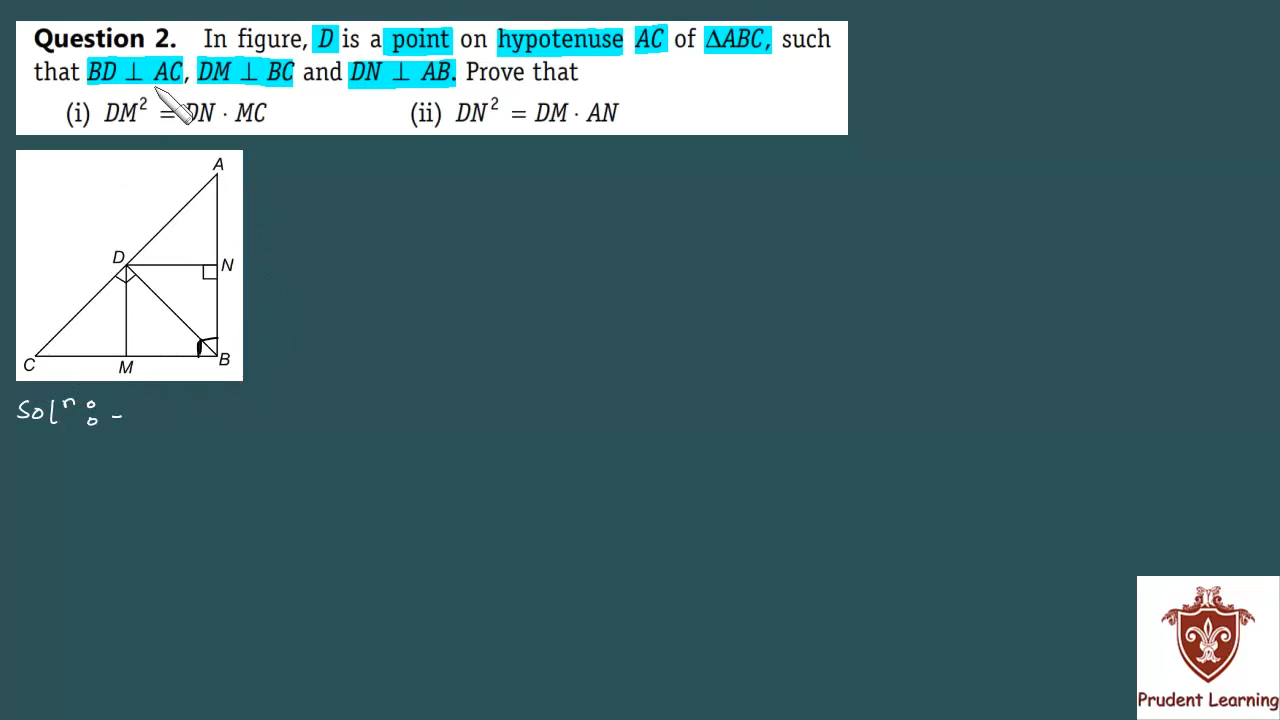 Question 2. In figure, D is a point on hypotenuse AC of ΔABC, such
that BD ⊥ AC, DM ⊥ BC and DN ⊥ AB. Prove that
(i) DM² = DN · MC (ii) DN² = DM · AN
A
D
N
C
M
B
Solⁿ : -
Prudent Learning